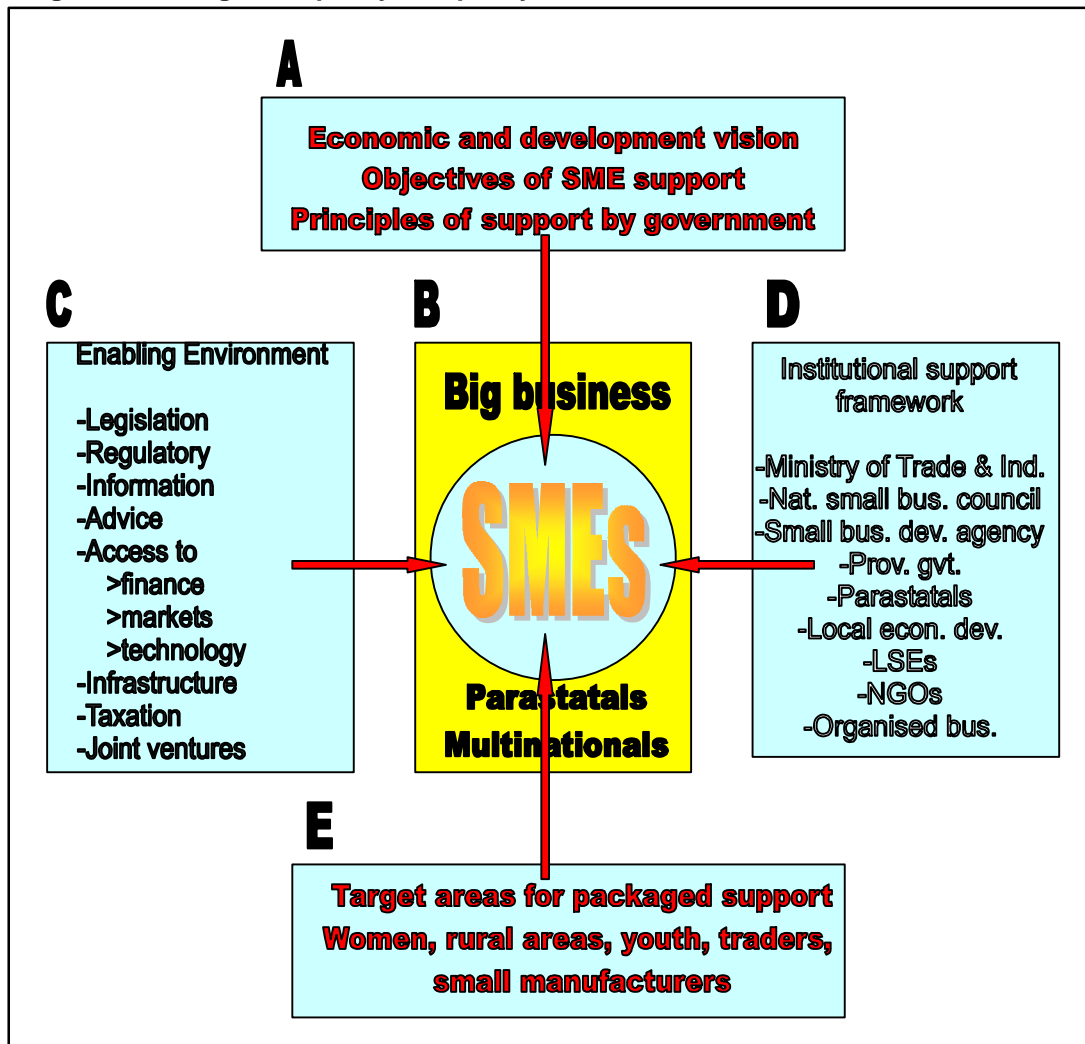 A
Economic and development vision
Objectives of SME support
Principles of support by government
C
Enabling Environment
-Legislation
-Regulatory
-Information
-Advice
-Access to
>finance
>markets
>technology
-Infrastructure
-Taxation
-Joint ventures
B
Big business
SMEs
Parastatals
Multinationals
D
Institutional support
framework
-Ministry of Trade & Ind.
-Nat. small bus. council
-Small bus. dev. agency
-Prov. gvt.
-Parastatals
-Local econ. dev.
-LSEs
-NGOs
-Organised bus.
E
Target areas for packaged support
Women, rural areas, youth, traders,
small manufacturers